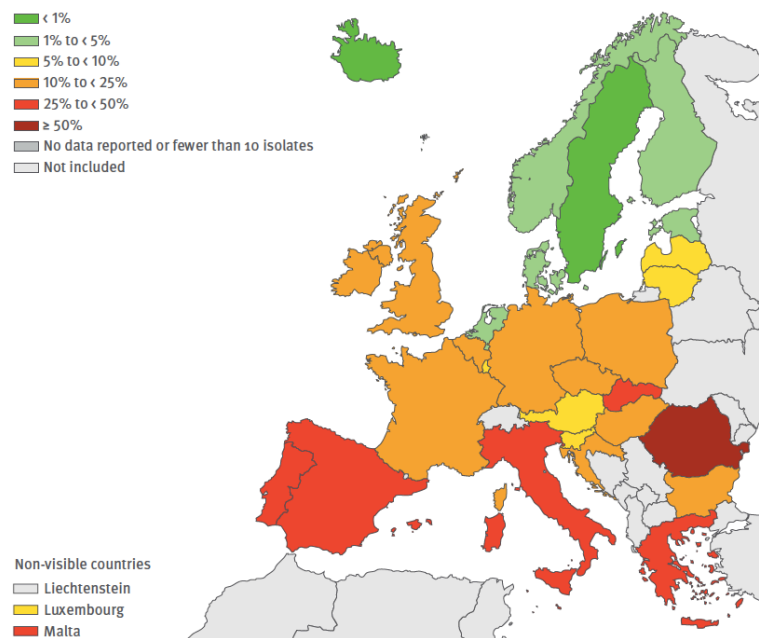 < 1%
1% to < 5%
5% to < 10%
10% to < 25%
25% to < 50%
≥ 50%
No data reported or fewer than 10 isolates
Not included
Non-visible countries
Liechtenstein
Luxembourg
Malta